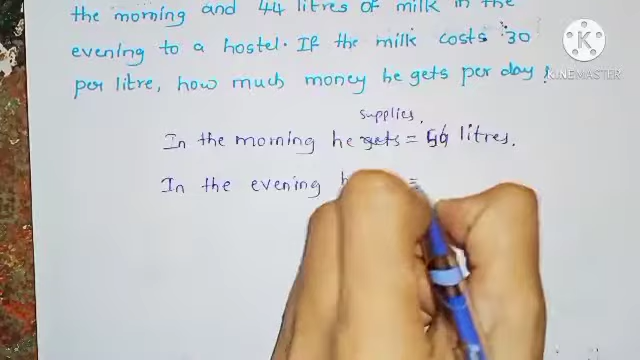 the morning and 44 litres of milk in the
evening to a hostel. If the milk costs 30
per litre, how much money he gets per day?
KINEMASTER
supplies.
In the morning he gets = 54 litres.
In the evening h =